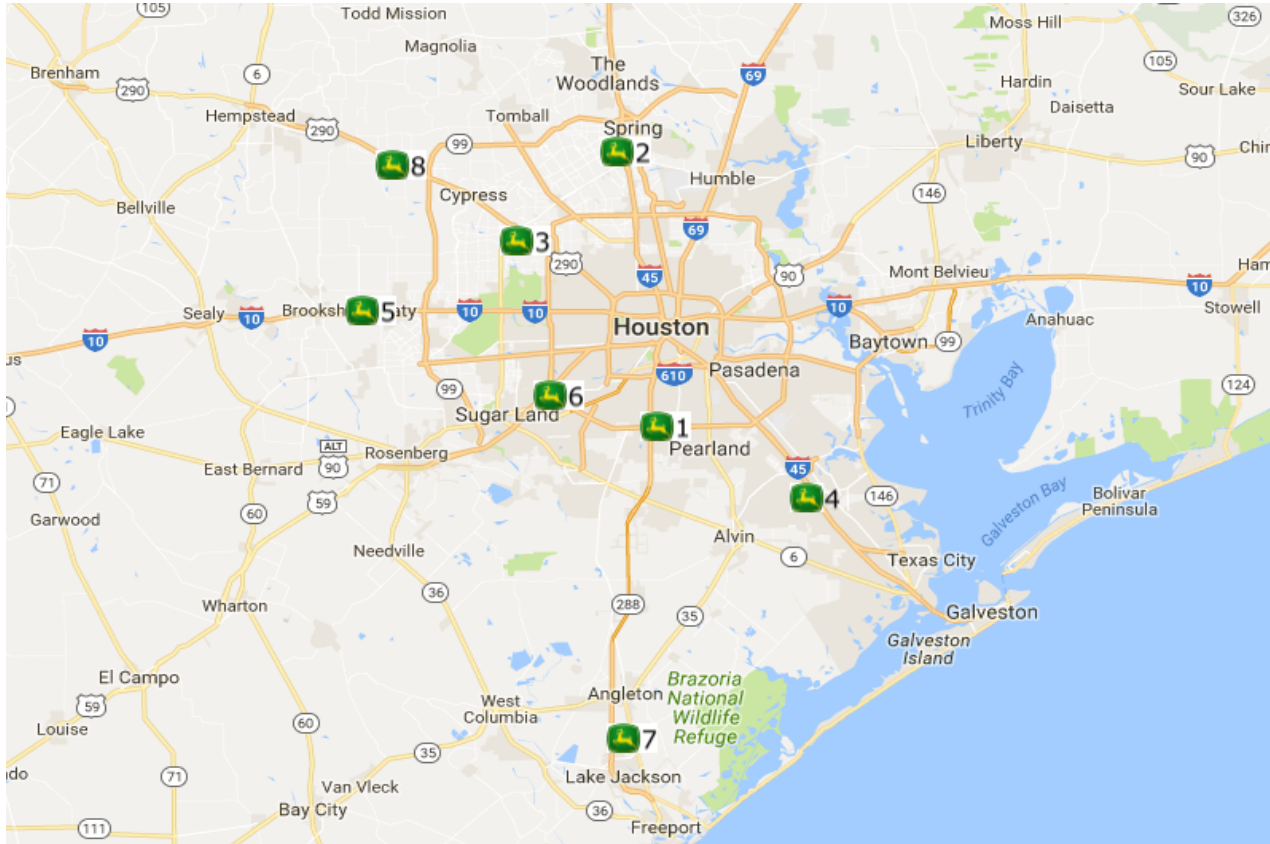 105
Todd Mission
Moss Hill
326
Magnolia
The
Woodlands
69
105
Brenham
6
290
Hardin
Sour Lake
Daisetta
Hempstead
290
Tomball
Spring
99
8
2
Liberty
90
Humble
Cypress
146
Bellville
69
3
290
45
90
Mont Belvieu
10
Sealy
10
5
10
10
10
Stowell
Anahuac
10
Houston
Baytown
99
610
Pasadena
Trinity Bay
124
99
6
Sugar Land
1
Pearland
Eagle Lake
ALT
90
Rosenberg
East Bernard
45
71
59
4
146
Galveston Bay
Bolivar
Peninsula
60
Garwood
Needville
Alvin
6
Texas City
36
Wharton
288
35
Galveston
Galveston
Island
El Campo
59
Louise
Angleton
Brazoria
National
Wildlife
Refuge
West
Columbia
60
7
35
71
Lake Jackson
Van Vleck
Bay City
36
111
Freeport